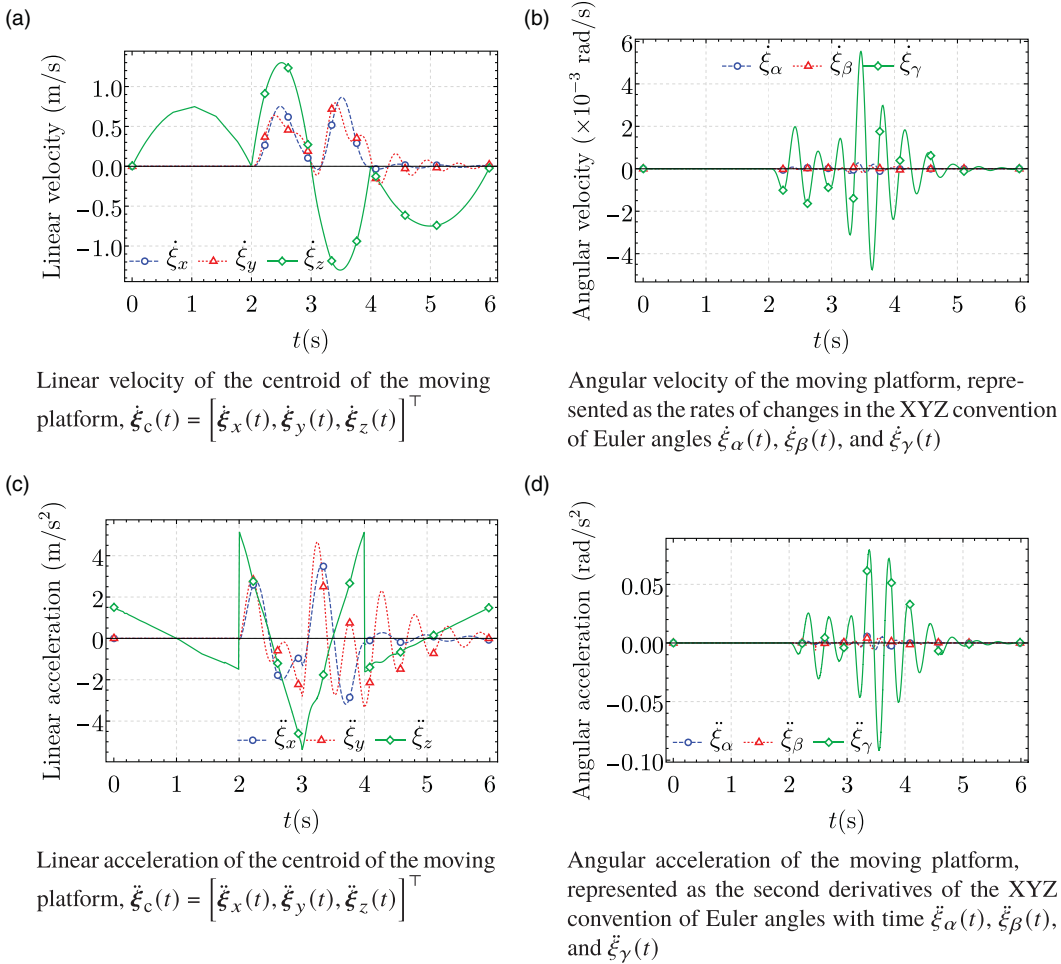 (a)
Linear velocity (m/s)
1.0
0.5
0.0
−0.5
−1.0
ξ̇x ξ̇y ξ̇z
0 1 2 3 4 5 6
t(s)
Linear velocity of the centroid of the moving
platform, ξ̇c(t) = [ξ̇x(t), ξ̇y(t), ξ̇z(t)]⊤
(b)
Angular velocity (×10−3 rad/s)
6
4
2
0
−2
−4
ξ̇α ξ̇β ξ̇γ
0 1 2 3 4 5 6
t(s)
Angular velocity of the moving platform, repre-
sented as the rates of changes in the XYZ convention
of Euler angles ξ̇α(t), ξ̇β(t), and ξ̇γ(t)
(c)
Linear acceleration (m/s2)
4
2
0
−2
−4
ξ̈x ξ̈y ξ̈z
0 1 2 3 4 5 6
t(s)
Linear acceleration of the centroid of the moving
platform, ξ̈c(t) = [ξ̈x(t), ξ̈y(t), ξ̈z(t)]⊤
(d)
Angular acceleration (rad/s2)
0.05
0.00
−0.05
−0.10
ξ̈α ξ̈β ξ̈γ
0 1 2 3 4 5 6
t(s)
Angular acceleration of the moving platform,
represented as the second derivatives of the XYZ
convention of Euler angles with time ξ̈α(t), ξ̈β(t),
and ξ̈γ(t)